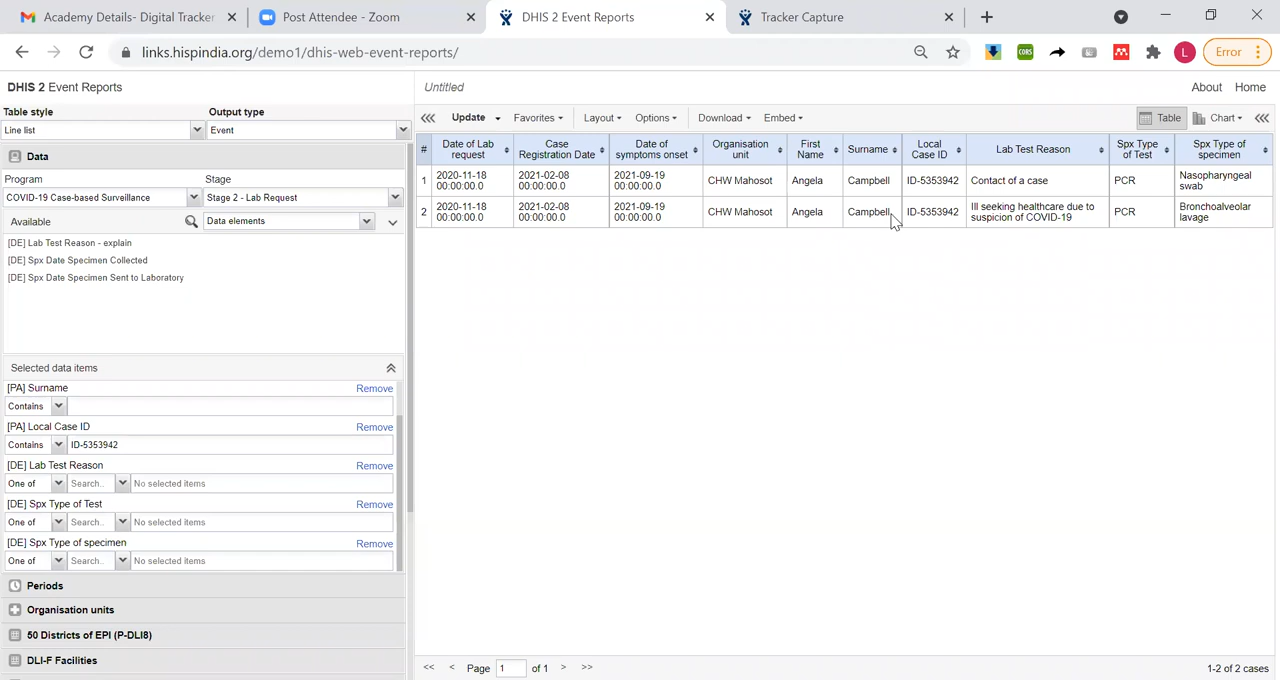 Academy Details- Digital Tracker
Post Attendee - Zoom
DHIS 2 Event Reports
Tracker Capture
links.hispindia.org/demo1/dhis-web-event-reports/
CORS
L
Error
DHIS 2 Event Reports
Untitled
About Home
Table style Output type
Line list Event
Update Favorites Layout Options Download Embed Table Chart
Data
Program Stage
COVID-19 Case-based Surveillance Stage 2 - Lab Request
Available Data elements
[DE] Lab Test Reason - explain
[DE] Spx Date Specimen Collected
[DE] Spx Date Specimen Sent to Laboratory
Selected data items
[PA] Surname Remove
Contains
[PA] Local Case ID Remove
Contains ID-5353942
[DE] Lab Test Reason Remove
One of Search.. No selected items
[DE] Spx Type of Test Remove
One of Search.. No selected items
[DE] Spx Type of specimen Remove
One of Search.. No selected items
Periods
Organisation units
50 Districts of EPI (P-DLI8)
DLI-F Facilities
# Date of Lab request Case Registration Date Date of symptoms onset Organisation unit First Name Surname Local Case ID Lab Test Reason Spx Type of Test Spx Type of specimen
1 2020-11-18 00:00:00.0 2021-02-08 00:00:00.0 2021-09-19 00:00:00.0 CHW Mahosot Angela Campbell ID-5353942 Contact of a case PCR Nasopharyngeal swab
2 2020-11-18 00:00:00.0 2021-02-08 00:00:00.0 2021-09-19 00:00:00.0 CHW Mahosot Angela Campbell ID-5353942 Ill seeking healthcare due to suspicion of COVID-19 PCR Bronchoalveolar lavage
<< < Page 1 of 1 > >> 1-2 of 2 cases